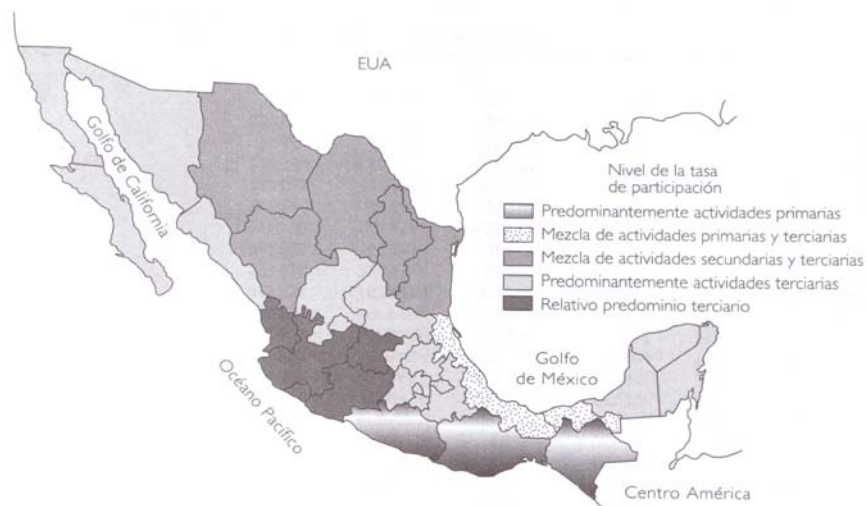 EUA
Golfo de California
Nivel de la tasa
de participación
Predominantemente actividades primarias
Mezcla de actividades primarias y terciarias
Mezcla de actividades secundarias y terciarias
Predominantemente actividades terciarias
Relativo predominio terciario
Golfo
de México
Océano Pacífico
Centro América